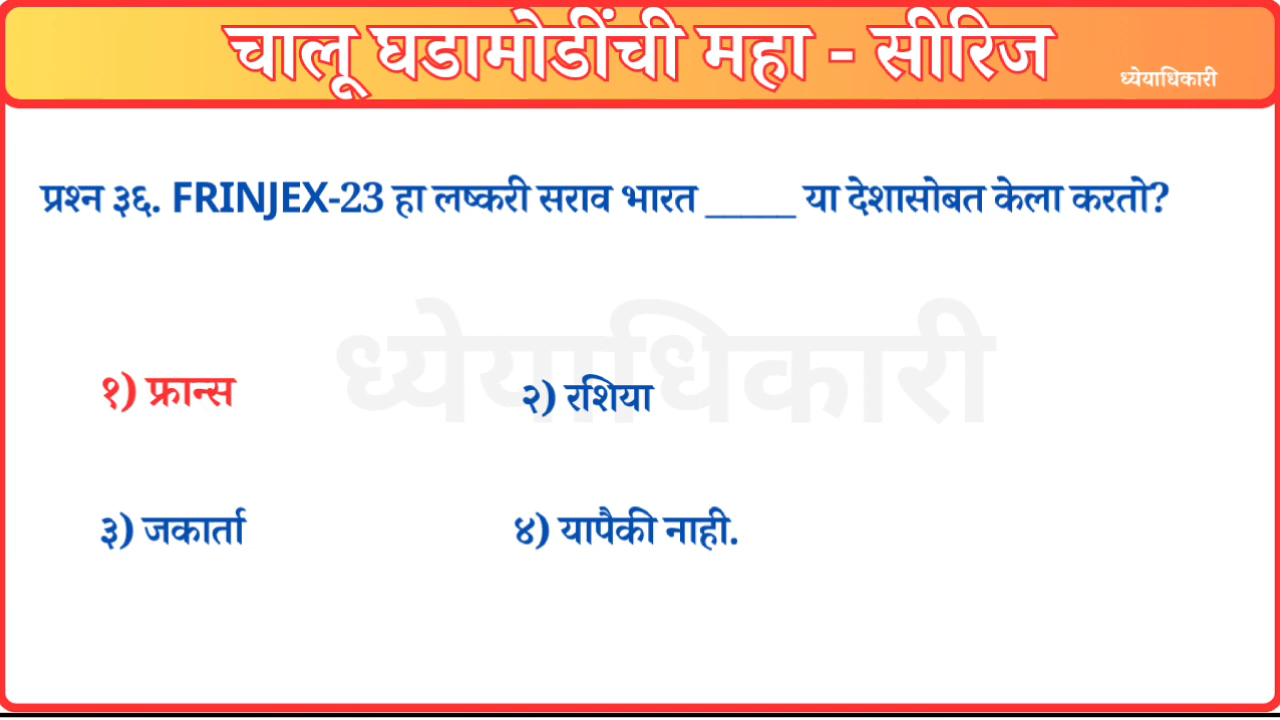 चालू घडामोडींची महा - सीरिज
ध्येयाधिकारी
प्रश्न ३६. FRINJEX-23 हा लष्करी सराव भारत _____ या देशासोबत केला करतो?
ध्येयाधिकारी
१) फ्रान्स २) रशिया
३) जकार्ता ४) यापैकी नाही.